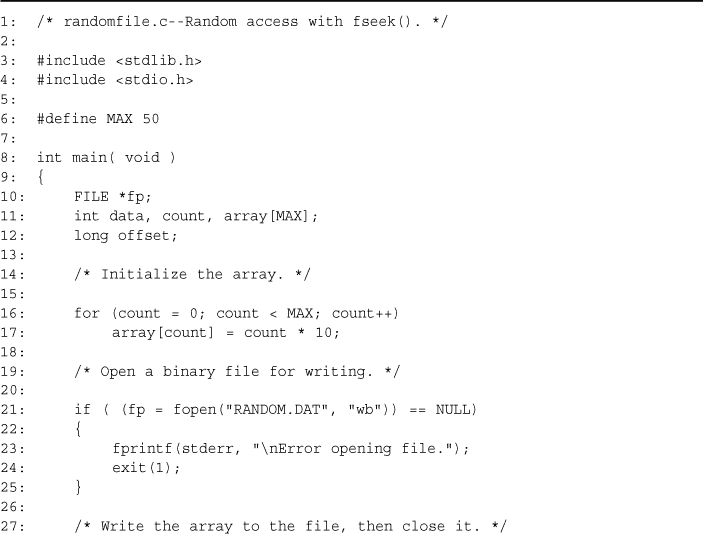 1:  /* randomfile.c--Random access with fseek(). */
2:
3:  #include <stdlib.h>
4:  #include <stdio.h>
5:
6:  #define MAX 50
7:
8:  int main( void )
9:  {
10:     FILE *fp;
11:     int data, count, array[MAX];
12:     long offset;
13:
14:     /* Initialize the array. */
15:
16:     for (count = 0; count < MAX; count++)
17:         array[count] = count * 10;
18:
19:     /* Open a binary file for writing. */
20:
21:     if ( (fp = fopen("RANDOM.DAT", "wb")) == NULL)
22:     {
23:         fprintf(stderr, "\nError opening file.");
24:         exit(1);
25:     }
26:
27:     /* Write the array to the file, then close it. */